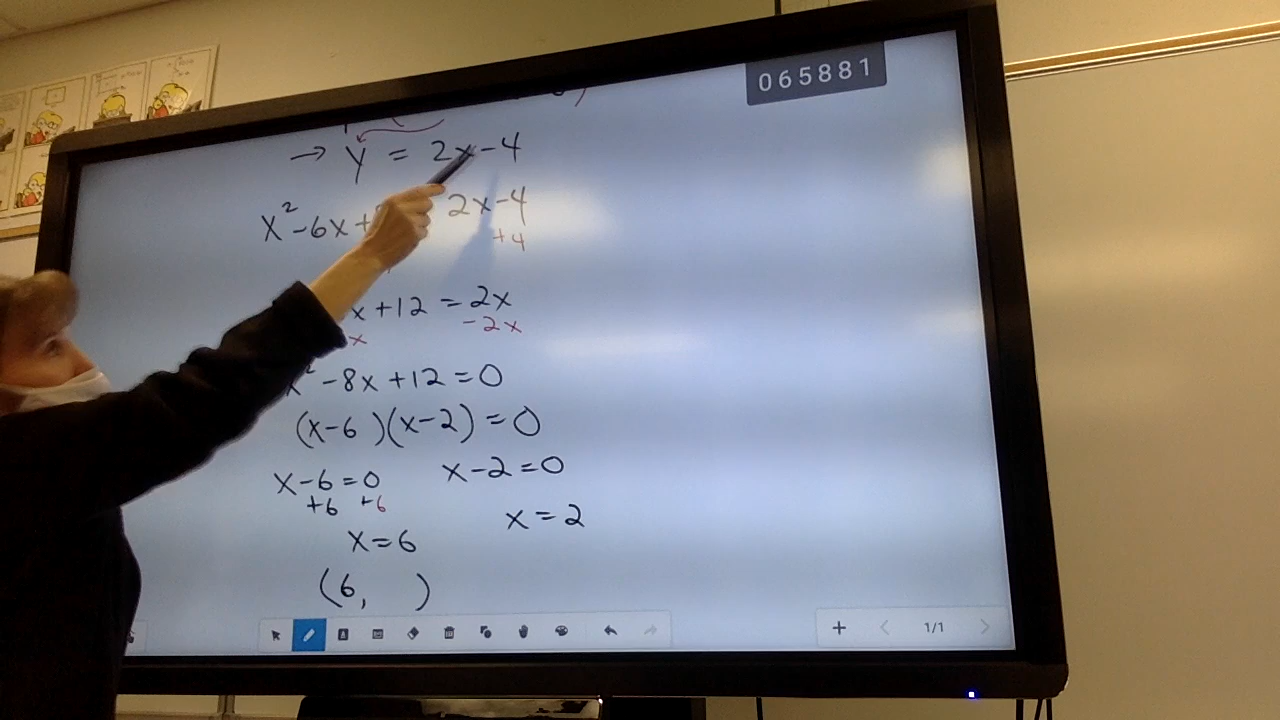 065881
→ y = 2x-4
x²-6x+ 2x-4
+4
x+12 = 2x
-2x
x
x²-8x+12=0
(x-6)(x-2)=0
x-6=0 x-2=0
+6 +6
x=6 x=2
(6, )
1/1